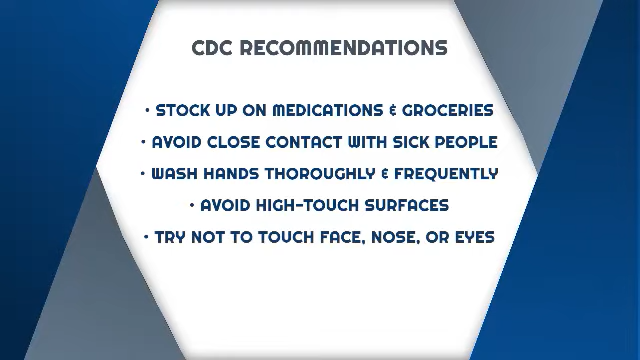 CDC RECOMMENDATIONS
• STOCK UP ON MEDICATIONS & GROCERIES
• AVOID CLOSE CONTACT WITH SICK PEOPLE
• WASH HANDS THOROUGHLY & FREQUENTLY
• AVOID HIGH-TOUCH SURFACES
• TRY NOT TO TOUCH FACE, NOSE, OR EYES